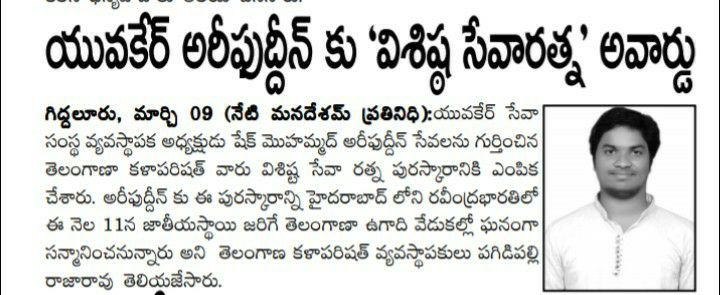 యువకేర్ అరీఫుద్దీన్ కు ‘విశిష్ఠ సేవారత్న’ అవార్డు
గిద్దలూరు, మార్చి 09 (నేటి మనదేశమ్ ప్రతినిధి):యువకేర్ సేవా
సంస్థ వ్యవస్థాపక అధ్యక్షుడు షేక్ మొహమ్మద్ అరీఫుద్దీన్ సేవలను గుర్తించిన
తెలంగాణా కళాపరిషత్ వారు విశిష్ట సేవా రత్న పురస్కారానికి ఎంపిక
చేశారు. అరీఫుద్దీన్ కు ఈ పురస్కారాన్ని హైదరాబాద్ లోని రవీంద్రభారతిలో
ఈ నెల 11న జాతీయస్థాయి జరిగే తెలంగాణా ఉగాది వేడుకల్లో ఘనంగా
సన్మానించనున్నారు అని తెలంగాణ కళాపరిషత్ వ్యవస్థాపకులు పగిడిపల్లి
రాజారావు తెలియ్జజేసారు.